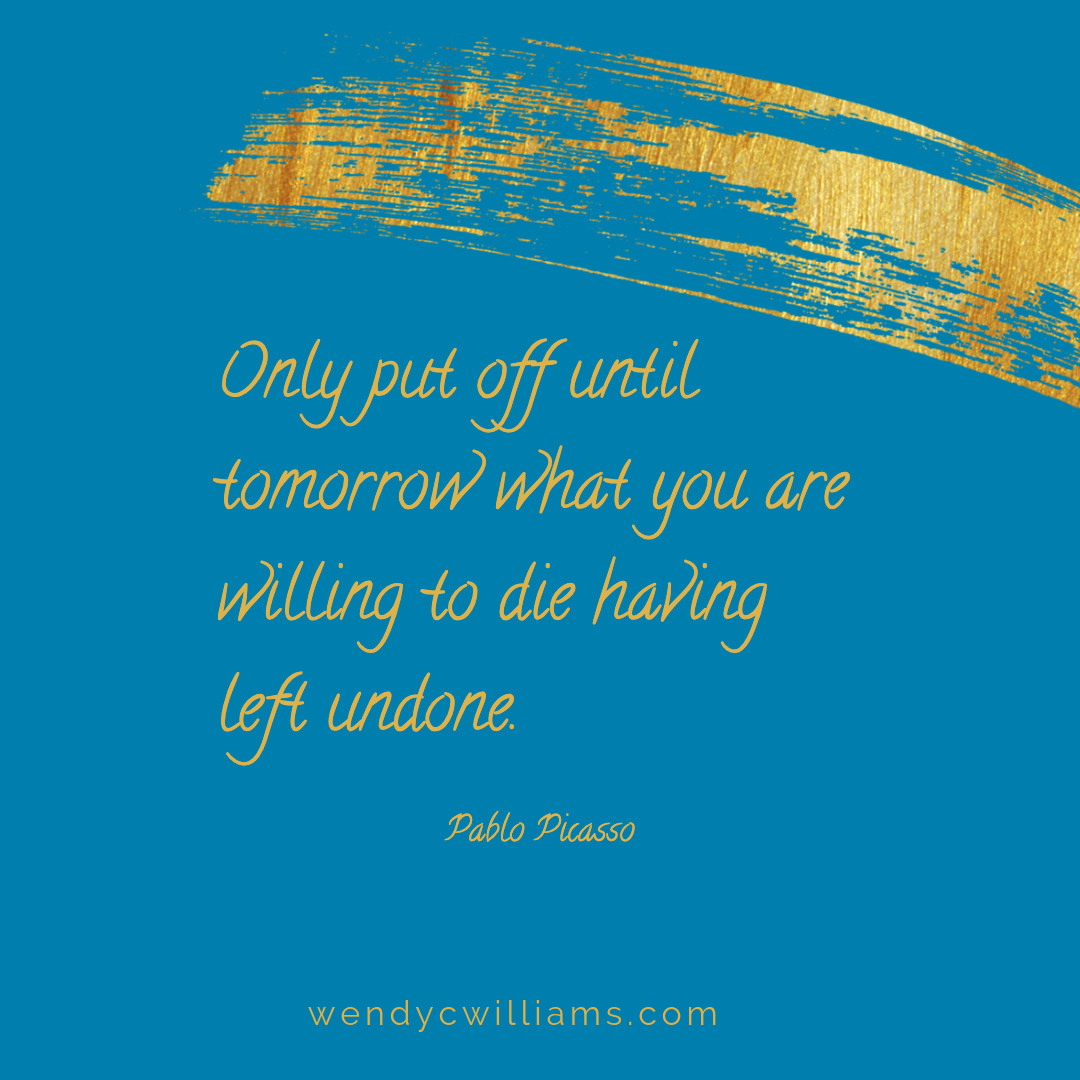 Only put off until
tomorrow what you are
willing to die having
left undone.
Pablo Picasso
wendycwilliams.com